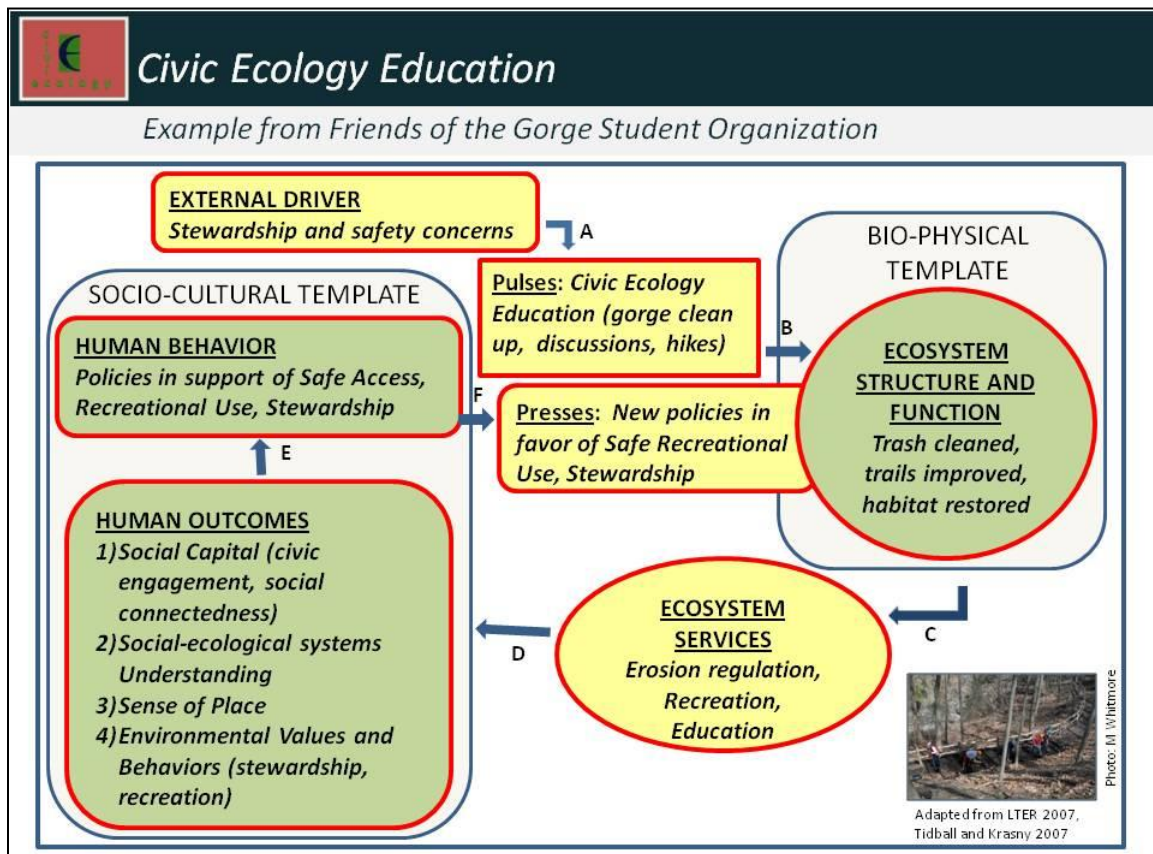 civic
ecology
Civic Ecology Education
Example from Friends of the Gorge Student Organization
EXTERNAL DRIVER
Stewardship and safety concerns
A
BIO-PHYSICAL
TEMPLATE
SOCIO-CULTURAL TEMPLATE
Pulses: Civic Ecology
Education (gorge clean
up, discussions, hikes)
B
HUMAN BEHAVIOR
Policies in support of Safe Access,
Recreational Use, Stewardship
F
Presses: New policies in
favor of Safe Recreational
Use, Stewardship
ECOSYSTEM
STRUCTURE AND
FUNCTION
Trash cleaned,
trails improved,
habitat restored
E
HUMAN OUTCOMES
1) Social Capital (civic
engagement, social
connectedness)
2) Social-ecological systems
Understanding
3) Sense of Place
4) Environmental Values and
Behaviors (stewardship,
recreation)
D
ECOSYSTEM
SERVICES
Erosion regulation,
Recreation,
Education
C
Photo: M Whitmore
Adapted from LTER 2007,
Tidball and Krasny 2007